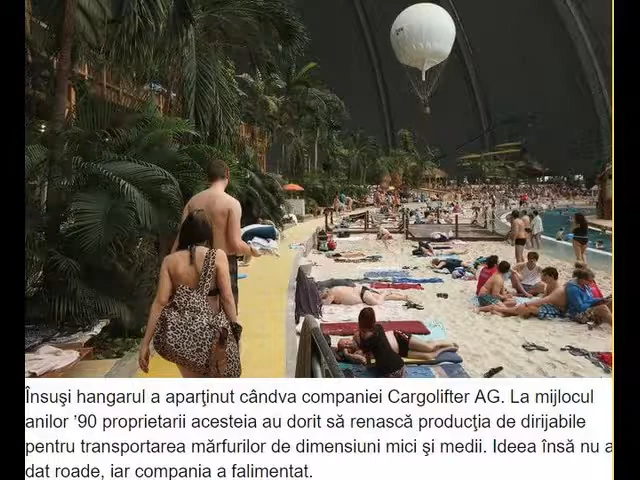 Însuşi hangarul a aparţinut cândva companiei Cargolifter AG. La mijlocul
anilor ’90 proprietarii acesteia au dorit să renască producţia de dirijabile
pentru transportarea mărfurilor de dimensiuni mici şi medii. Ideea însă nu a
dat roade, iar compania a falimentat.